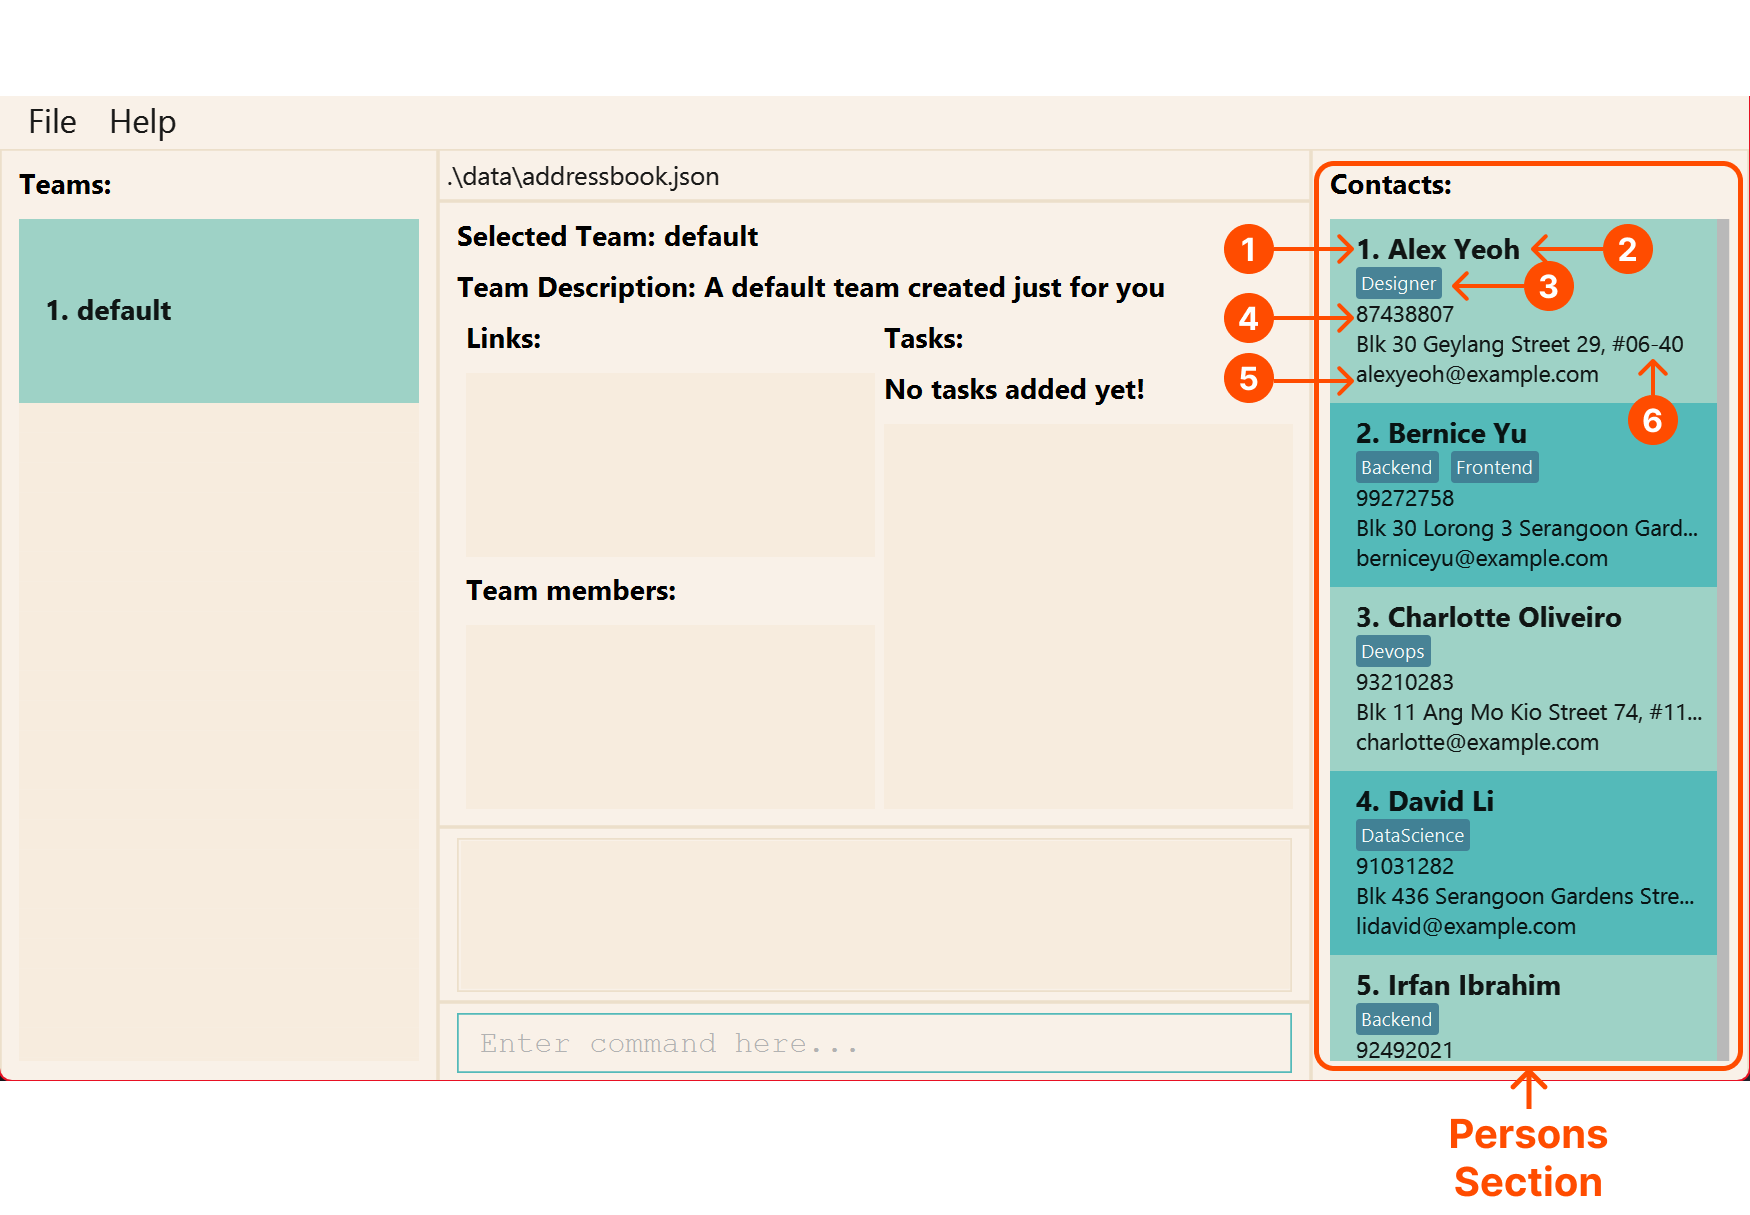 File Help
Teams:
1. default
.\data\addressbook.json
Selected Team: default
Team Description: A default team created just for you
Links:
Tasks:
No tasks added yet!
Team members:
Enter command here...
Contacts:
1. Alex Yeoh
Designer
87438807
Blk 30 Geylang Street 29, #06-40
alexyeoh@example.com
1
2
3
4
5
6
2. Bernice Yu
Backend Frontend
99272758
Blk 30 Lorong 3 Serangoon Gard...
berniceyu@example.com
3. Charlotte Oliveiro
Devops
93210283
Blk 11 Ang Mo Kio Street 74, #11...
charlotte@example.com
4. David Li
DataScience
91031282
Blk 436 Serangoon Gardens Stre...
lidavid@example.com
5. Irfan Ibrahim
Backend
92492021
Persons
Section